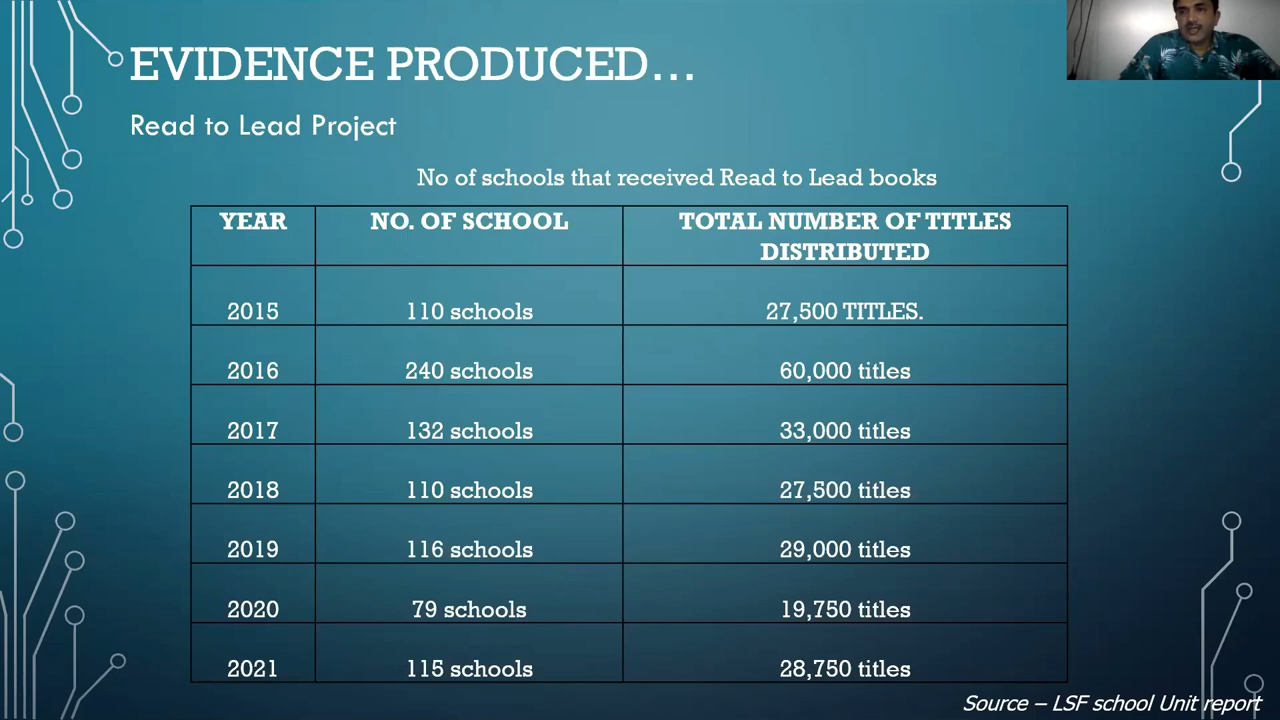 EVIDENCE PRODUCED...
Read to Lead Project
No of schools that received Read to Lead books
YEAR NO. OF SCHOOL TOTAL NUMBER OF TITLES
DISTRIBUTED
2015 110 schools 27,500 TITLES.
2016 240 schools 60,000 titles
2017 132 schools 33,000 titles
2018 110 schools 27,500 titles
2019 116 schools 29,000 titles
2020 79 schools 19,750 titles
2021 115 schools 28,750 titles
Source – LSF school Unit report